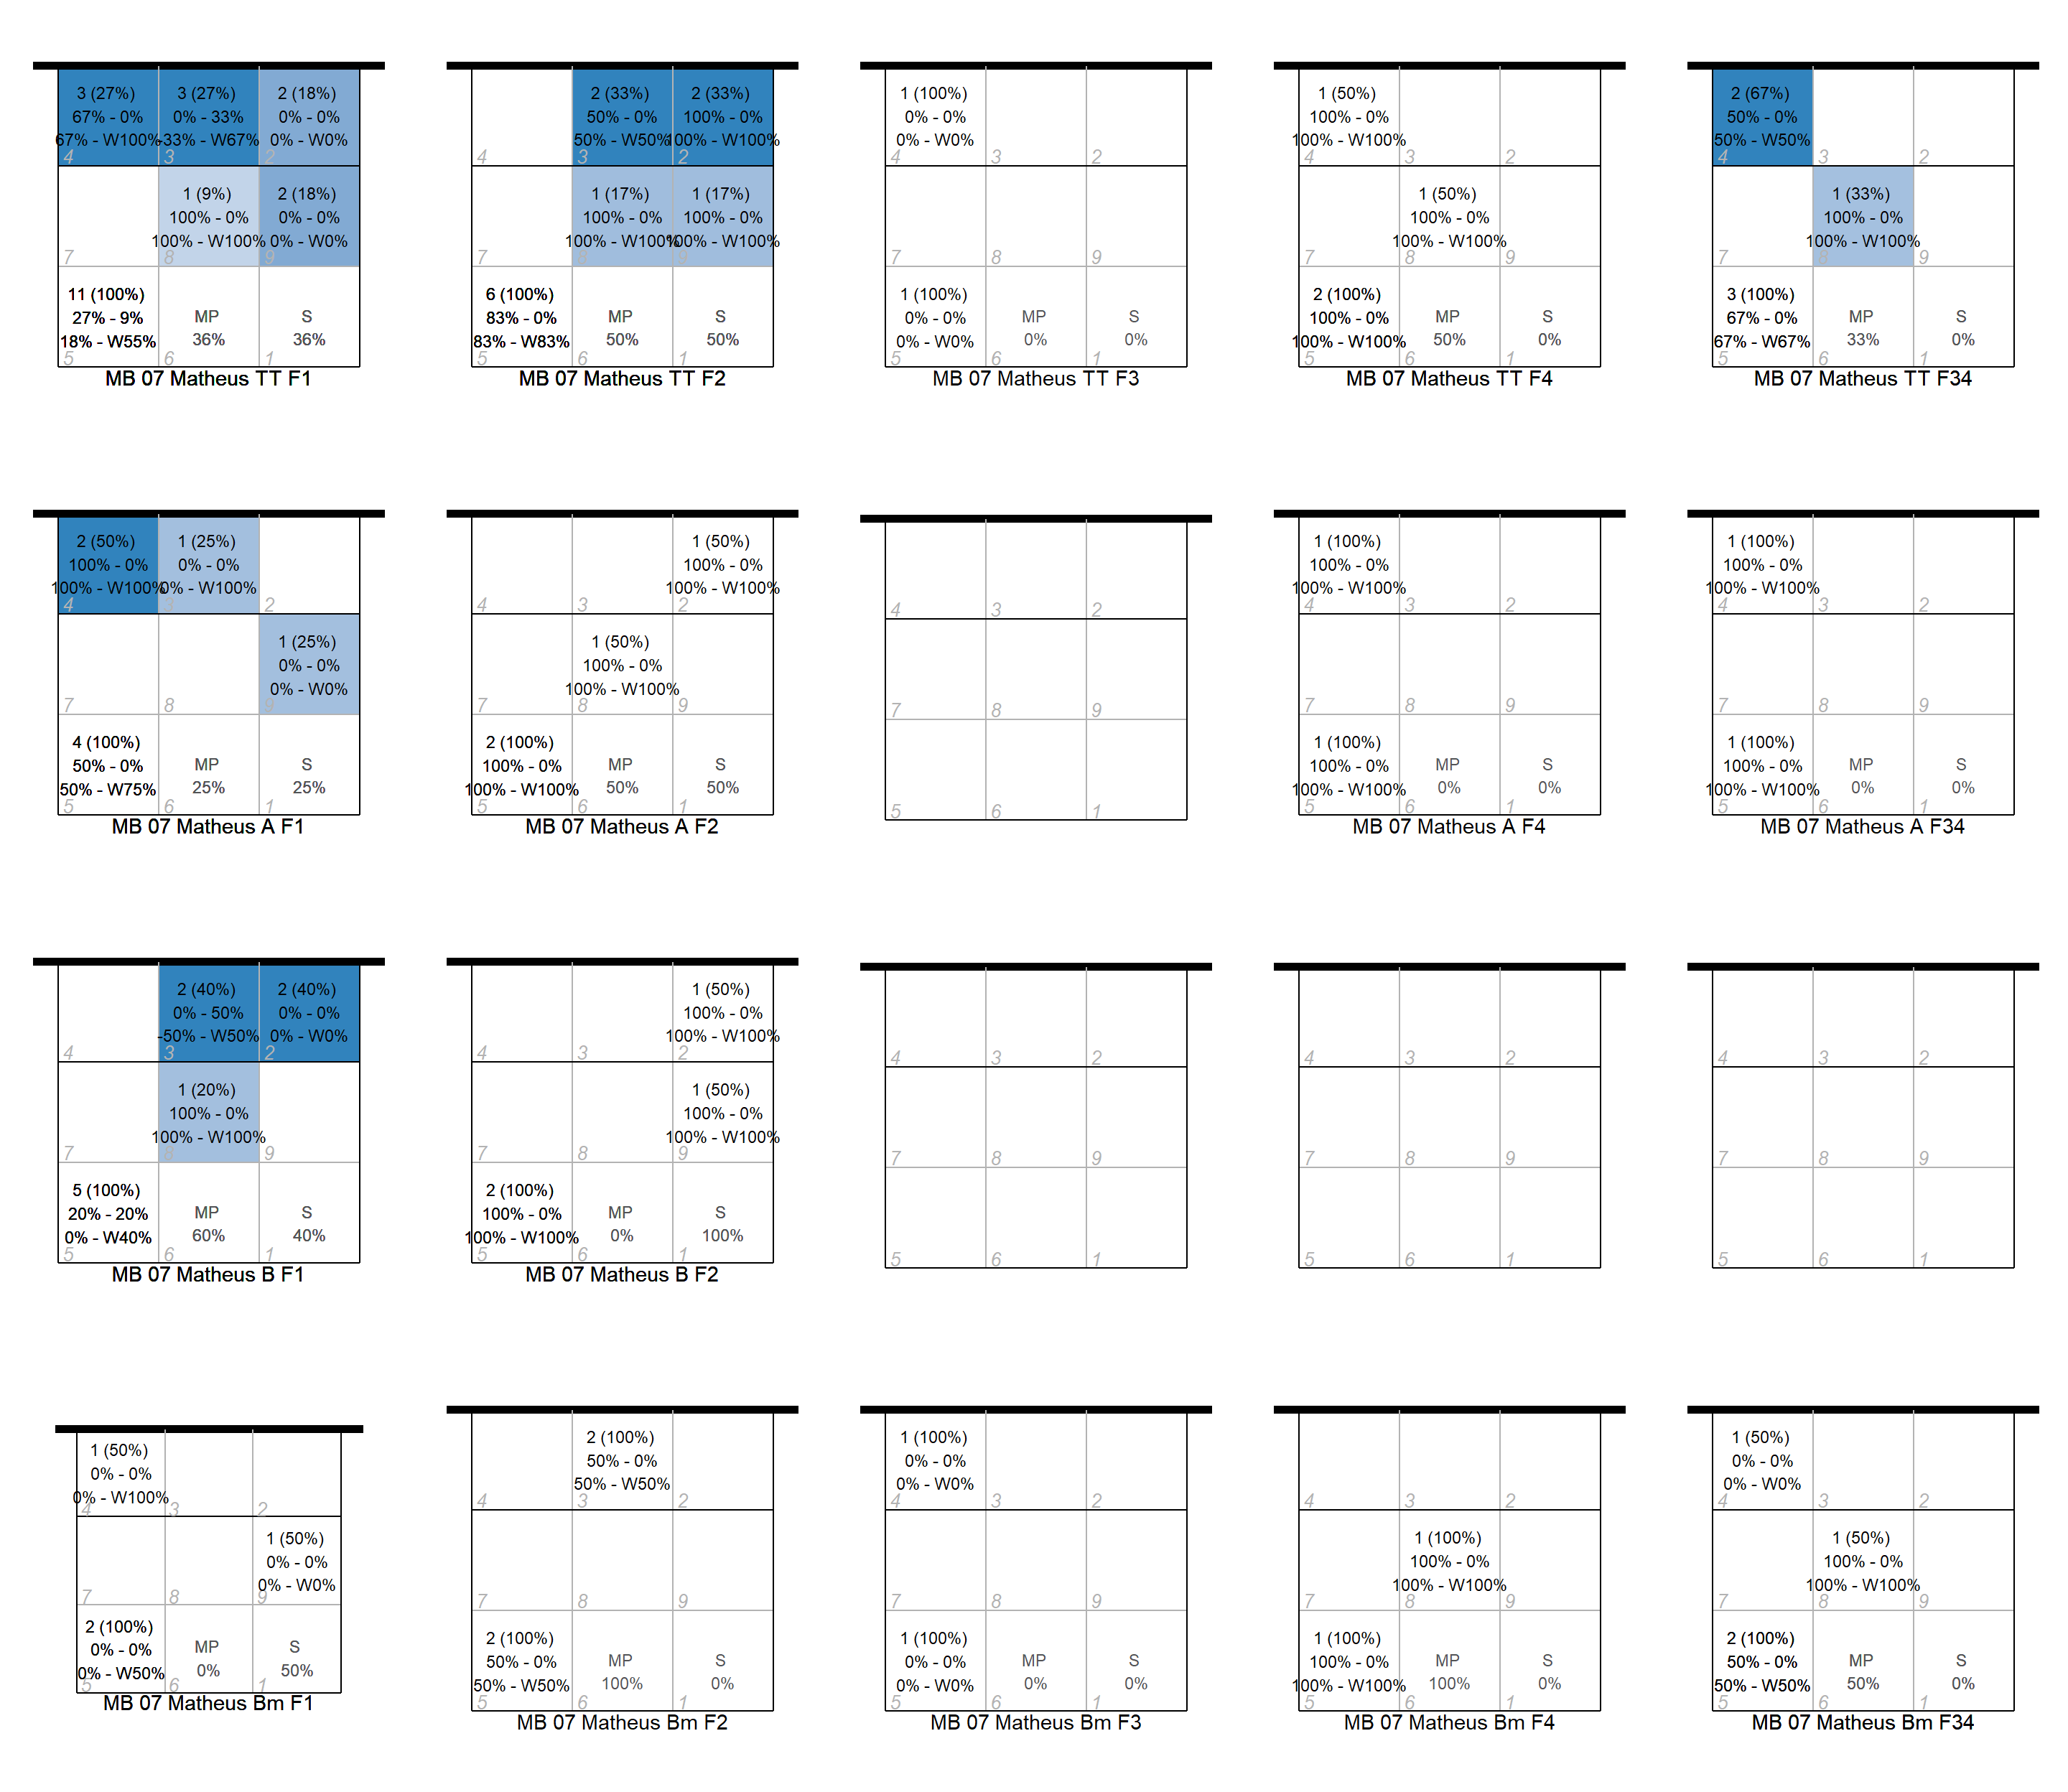 3 (27%)
67% - 0%
67% - W100%
4
3 (27%)
0% - 33%
-33% - W67%
3
2 (18%)
0% - 0%
0% - W0%
2
7
1 (9%)
100% - 0%
100% - W100%
8
2 (18%)
0% - 0%
0% - W0%
9
11 (100%)
27% - 9%
18% - W55%
5
MP
36%
6
S
36%
1
MB 07 Matheus TT F1
4
2 (33%)
50% - 0%
50% - W50%
3
2 (33%)
100% - 0%
100% - W100%
2
7
1 (17%)
100% - 0%
100% - W100%
8
1 (17%)
100% - 0%
100% - W100%
9
6 (100%)
83% - 0%
83% - W83%
5
MP
50%
6
S
50%
1
MB 07 Matheus TT F2
1 (100%)
0% - 0%
0% - W0%
4
3
2
7
8
9
1 (100%)
0% - 0%
0% - W0%
5
MP
0%
6
S
0%
1
MB 07 Matheus TT F3
1 (50%)
100% - 0%
100% - W100%
4
3
2
7
1 (50%)
100% - 0%
100% - W100%
8
9
2 (100%)
100% - 0%
100% - W100%
5
MP
50%
6
S
0%
1
MB 07 Matheus TT F4
2 (67%)
50% - 0%
50% - W50%
4
3
2
7
1 (33%)
100% - 0%
100% - W100%
8
9
3 (100%)
67% - 0%
67% - W67%
5
MP
33%
6
S
0%
1
MB 07 Matheus TT F34
2 (50%)
100% - 0%
100% - W100%
4
1 (25%)
0% - 0%
0% - W100%
3
2
7
8
1 (25%)
0% - 0%
0% - W0%
9
4 (100%)
50% - 0%
50% - W75%
5
MP
25%
6
S
25%
1
MB 07 Matheus A F1
4
3
1 (50%)
100% - 0%
100% - W100%
2
7
1 (50%)
100% - 0%
100% - W100%
8
9
2 (100%)
100% - 0%
100% - W100%
5
MP
50%
6
S
50%
1
MB 07 Matheus A F2
4
3
2
7
8
9
5
6
1
1 (100%)
100% - 0%
100% - W100%
4
3
2
7
8
9
1 (100%)
100% - 0%
100% - W100%
5
MP
0%
6
S
0%
1
MB 07 Matheus A F4
1 (100%)
100% - 0%
100% - W100%
4
3
2
7
8
9
1 (100%)
100% - 0%
100% - W100%
5
MP
0%
6
S
0%
1
MB 07 Matheus A F34
4
2 (40%)
0% - 50%
-50% - W50%
3
2 (40%)
0% - 0%
0% - W0%
2
7
1 (20%)
100% - 0%
100% - W100%
8
9
5 (100%)
20% - 20%
0% - W40%
5
MP
60%
6
S
40%
1
MB 07 Matheus B F1
4
3
1 (50%)
100% - 0%
100% - W100%
2
7
8
1 (50%)
100% - 0%
100% - W100%
9
2 (100%)
100% - 0%
100% - W100%
5
MP
0%
6
S
100%
1
MB 07 Matheus B F2
4
3
2
7
8
9
5
6
1
4
3
2
7
8
9
5
6
1
4
3
2
7
8
9
5
6
1
1 (50%)
0% - 0%
0% - W100%
4
3
2
7
8
1 (50%)
0% - 0%
0% - W0%
9
2 (100%)
0% - 0%
0% - W50%
5
MP
0%
6
S
50%
1
MB 07 Matheus Bm F1
4
2 (100%)
50% - 0%
50% - W50%
3
2
7
8
9
2 (100%)
50% - 0%
50% - W50%
5
MP
100%
6
S
0%
1
MB 07 Matheus Bm F2
1 (100%)
0% - 0%
0% - W0%
4
3
2
7
8
9
1 (100%)
0% - 0%
0% - W0%
5
MP
0%
6
S
0%
1
MB 07 Matheus Bm F3
4
3
2
7
1 (100%)
100% - 0%
100% - W100%
8
9
1 (100%)
100% - 0%
100% - W100%
5
MP
100%
6
S
0%
1
MB 07 Matheus Bm F4
1 (50%)
0% - 0%
0% - W0%
4
3
2
7
1 (50%)
100% - 0%
100% - W100%
8
9
2 (100%)
50% - 0%
50% - W50%
5
MP
50%
6
S
0%
1
MB 07 Matheus Bm F34